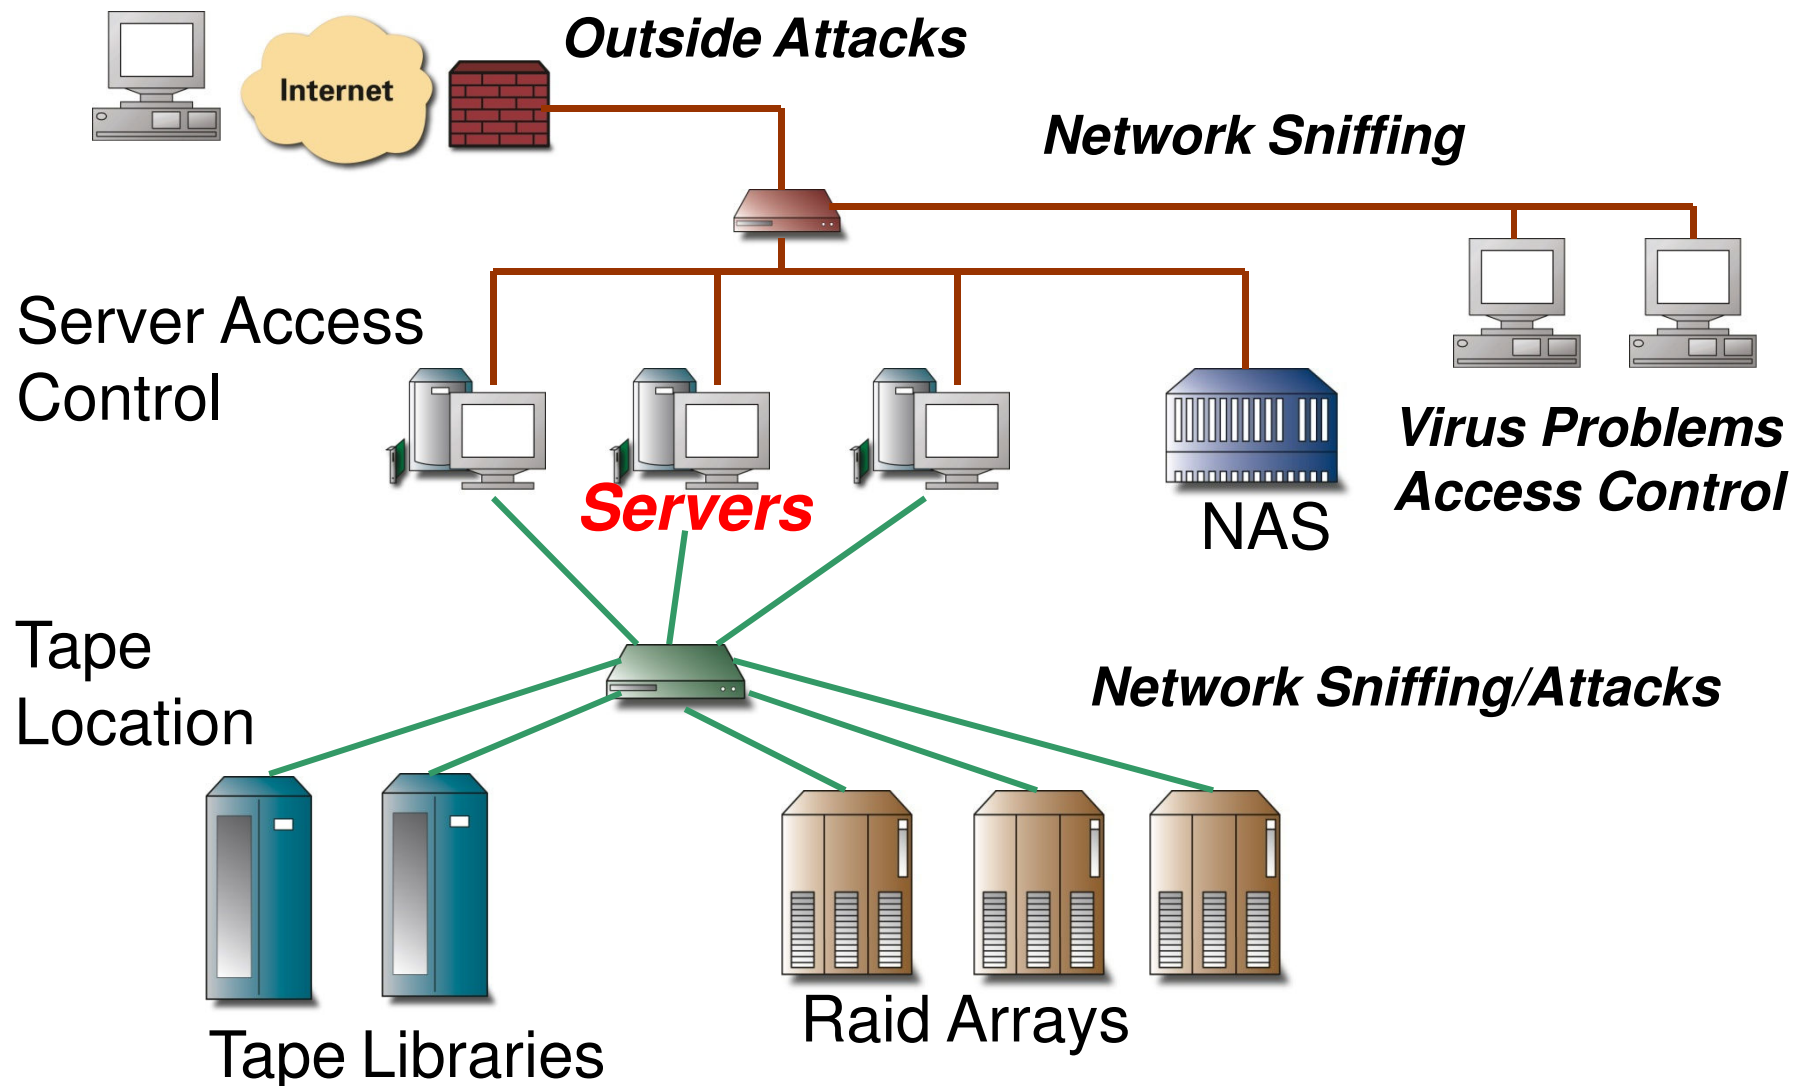 Outside Attacks
Internet
Network Sniffing
Server Access
Control
Servers
NAS
Virus Problems
Access Control
Tape
Location
Network Sniffing/Attacks
Raid Arrays
Tape Libraries